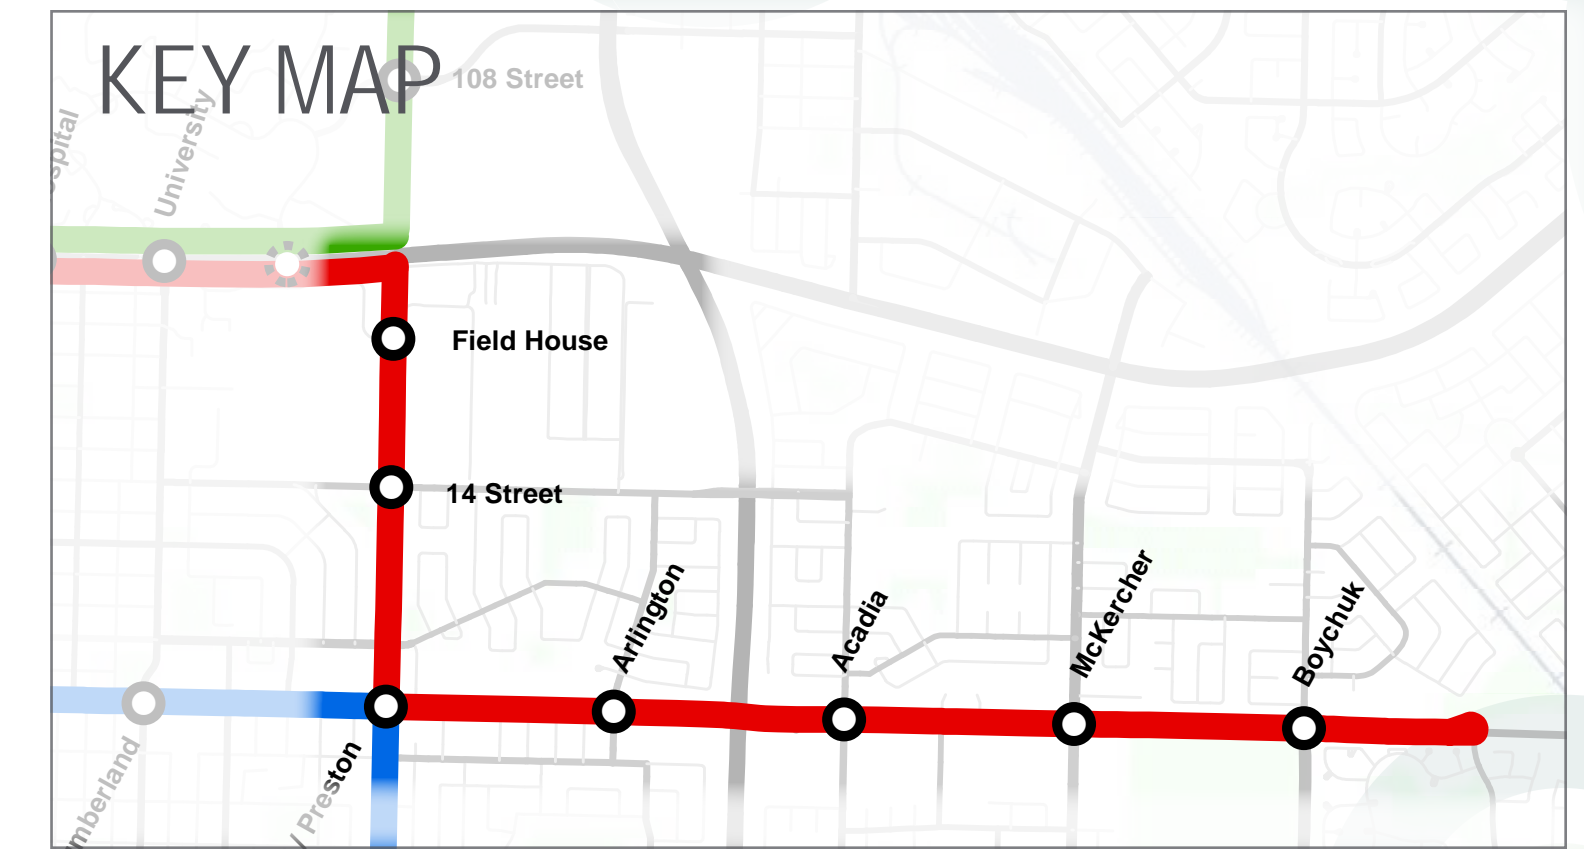 KEY MAP
108 Street
University
Field House
14 Street
Arlington
Acadia
McKercher
Boychuk
/ Preston